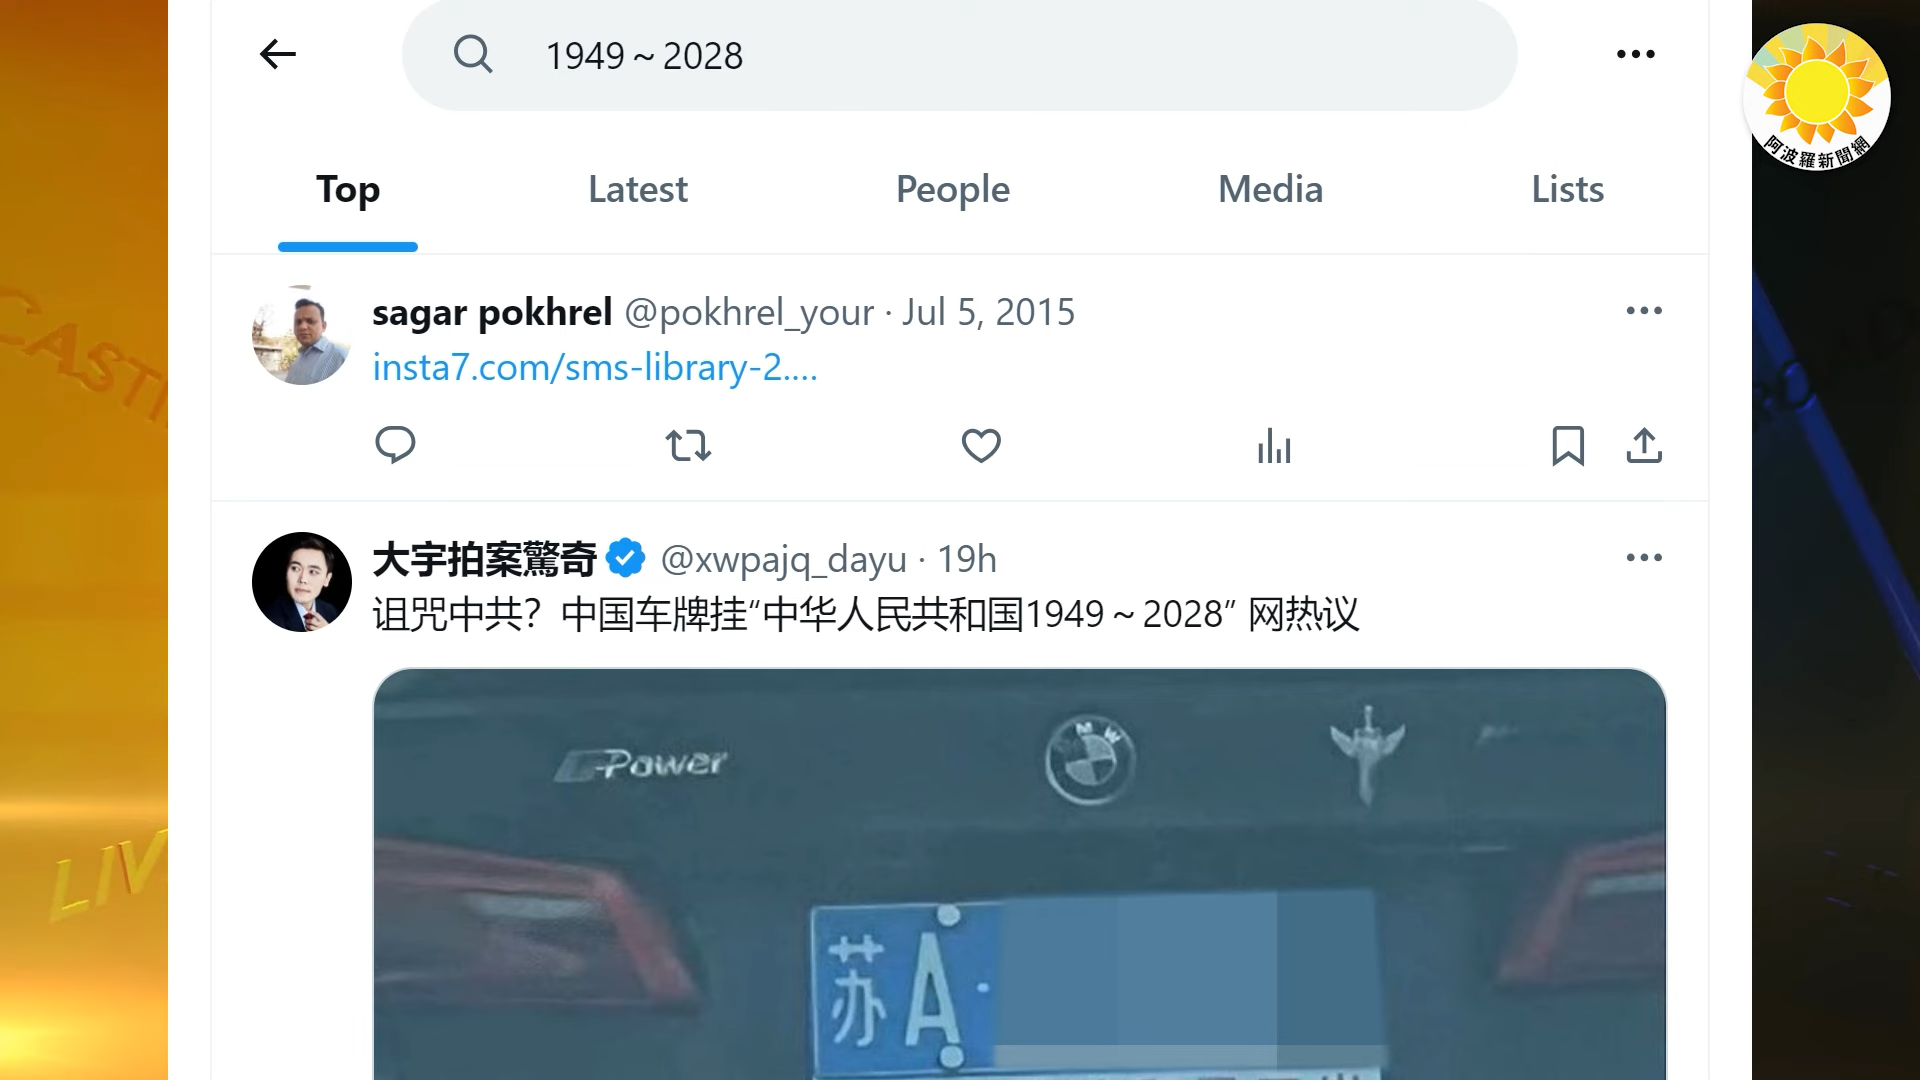 1949～2028
阿波羅新聞網
Top
Latest
People
Media
Lists
sagar pokhrel @pokhrel_your · Jul 5, 2015
insta7.com/sms-library-2....
大宇拍案驚奇 @xwpajq_dayu · 19h
诅咒中共？中国车牌挂“中华人民共和国1949～2028” 网热议
G-Power
BMW
苏A·
CASTI
LIV